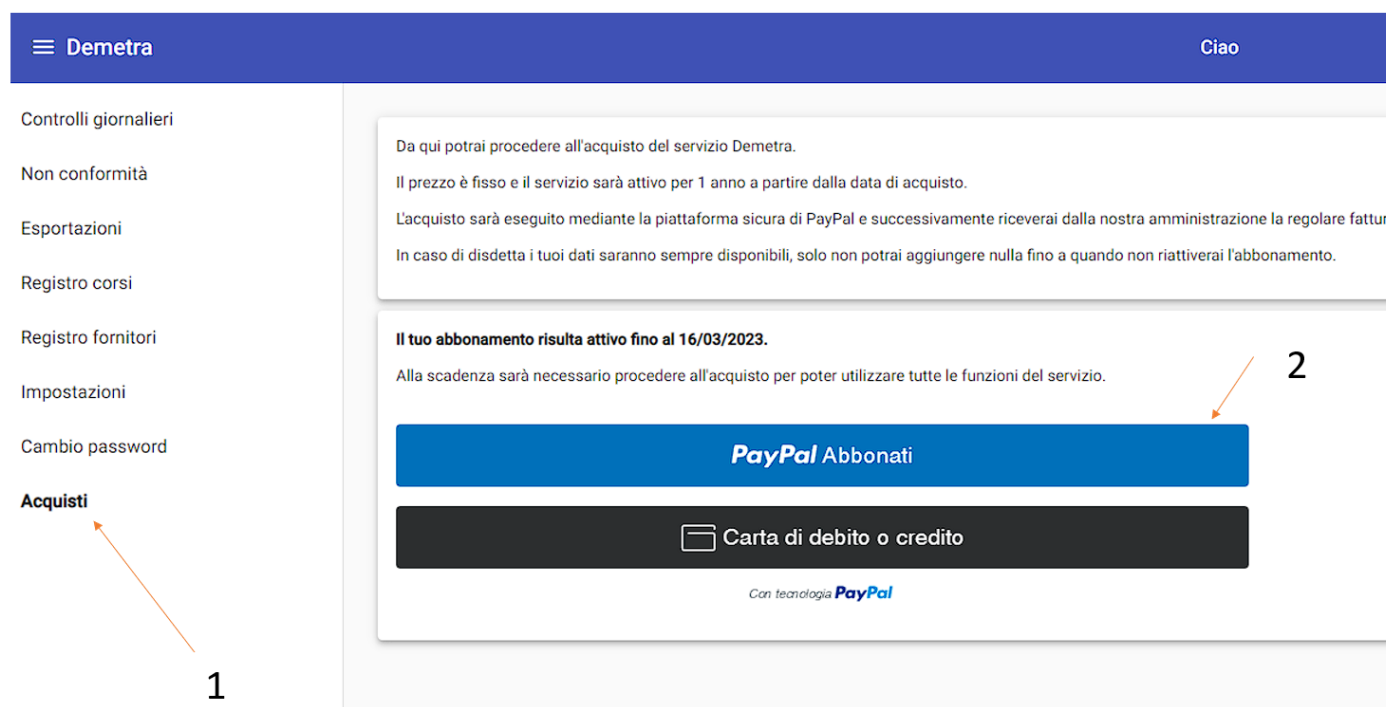 Demetra
Ciao
Controlli giornalieri
Non conformità
Esportazioni
Registro corsi
Registro fornitori
Impostazioni
Cambio password
Acquisti
1
Da qui potrai procedere all'acquisto del servizio Demetra.
Il prezzo è fisso e il servizio sarà attivo per 1 anno a partire dalla data di acquisto.
L'acquisto sarà eseguito mediante la piattaforma sicura di PayPal e successivamente riceverai dalla nostra amministrazione la regolare fattur
In caso di disdetta i tuoi dati saranno sempre disponibili, solo non potrai aggiungere nulla fino a quando non riattiverai l'abbonamento.
Il tuo abbonamento risulta attivo fino al 16/03/2023.
Alla scadenza sarà necessario procedere all'acquisto per poter utilizzare tutte le funzioni del servizio.
2
PayPal Abbonati
Carta di debito o credito
Con tecnologia PayPal